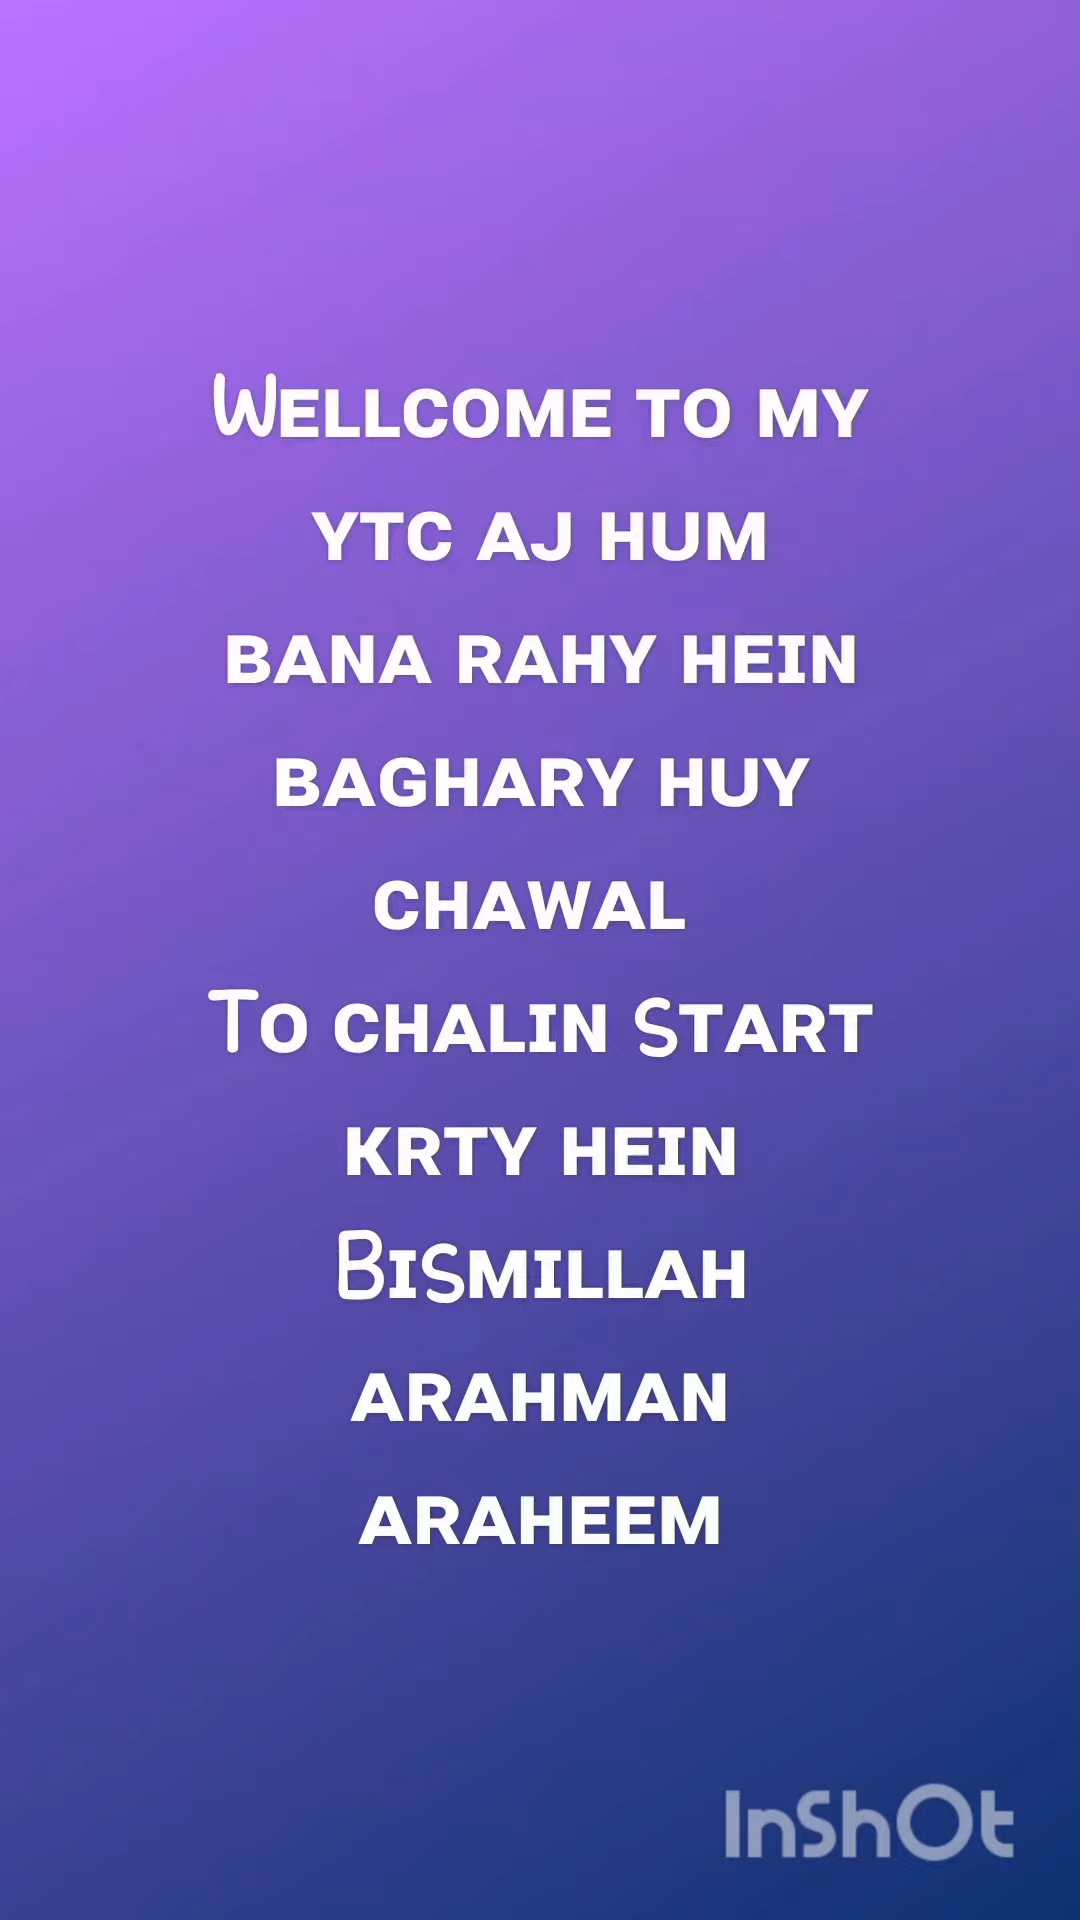 Wellcome to my
ytc aj hum
bana rahy hein
baghary huy
chawal
To chalin Start
krty hein
BiSmillah
arahman
araheem
InShOt